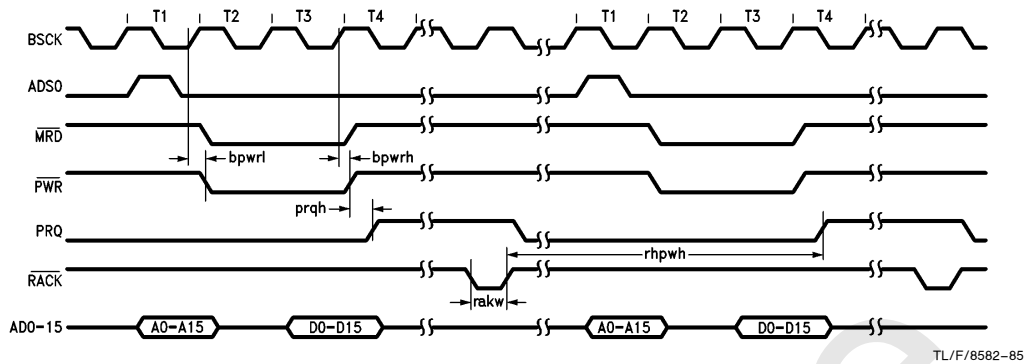 T1 T2 T3 T4 T1 T2 T3 T4
BSCK
ADS0
MRD
bpwrl bpwrh
PWR
prqh
PRQ
rhpwh
RACK
rakw
AD0-15 A0-A15 D0-D15 A0-A15 D0-D15
TL/F/8582-85